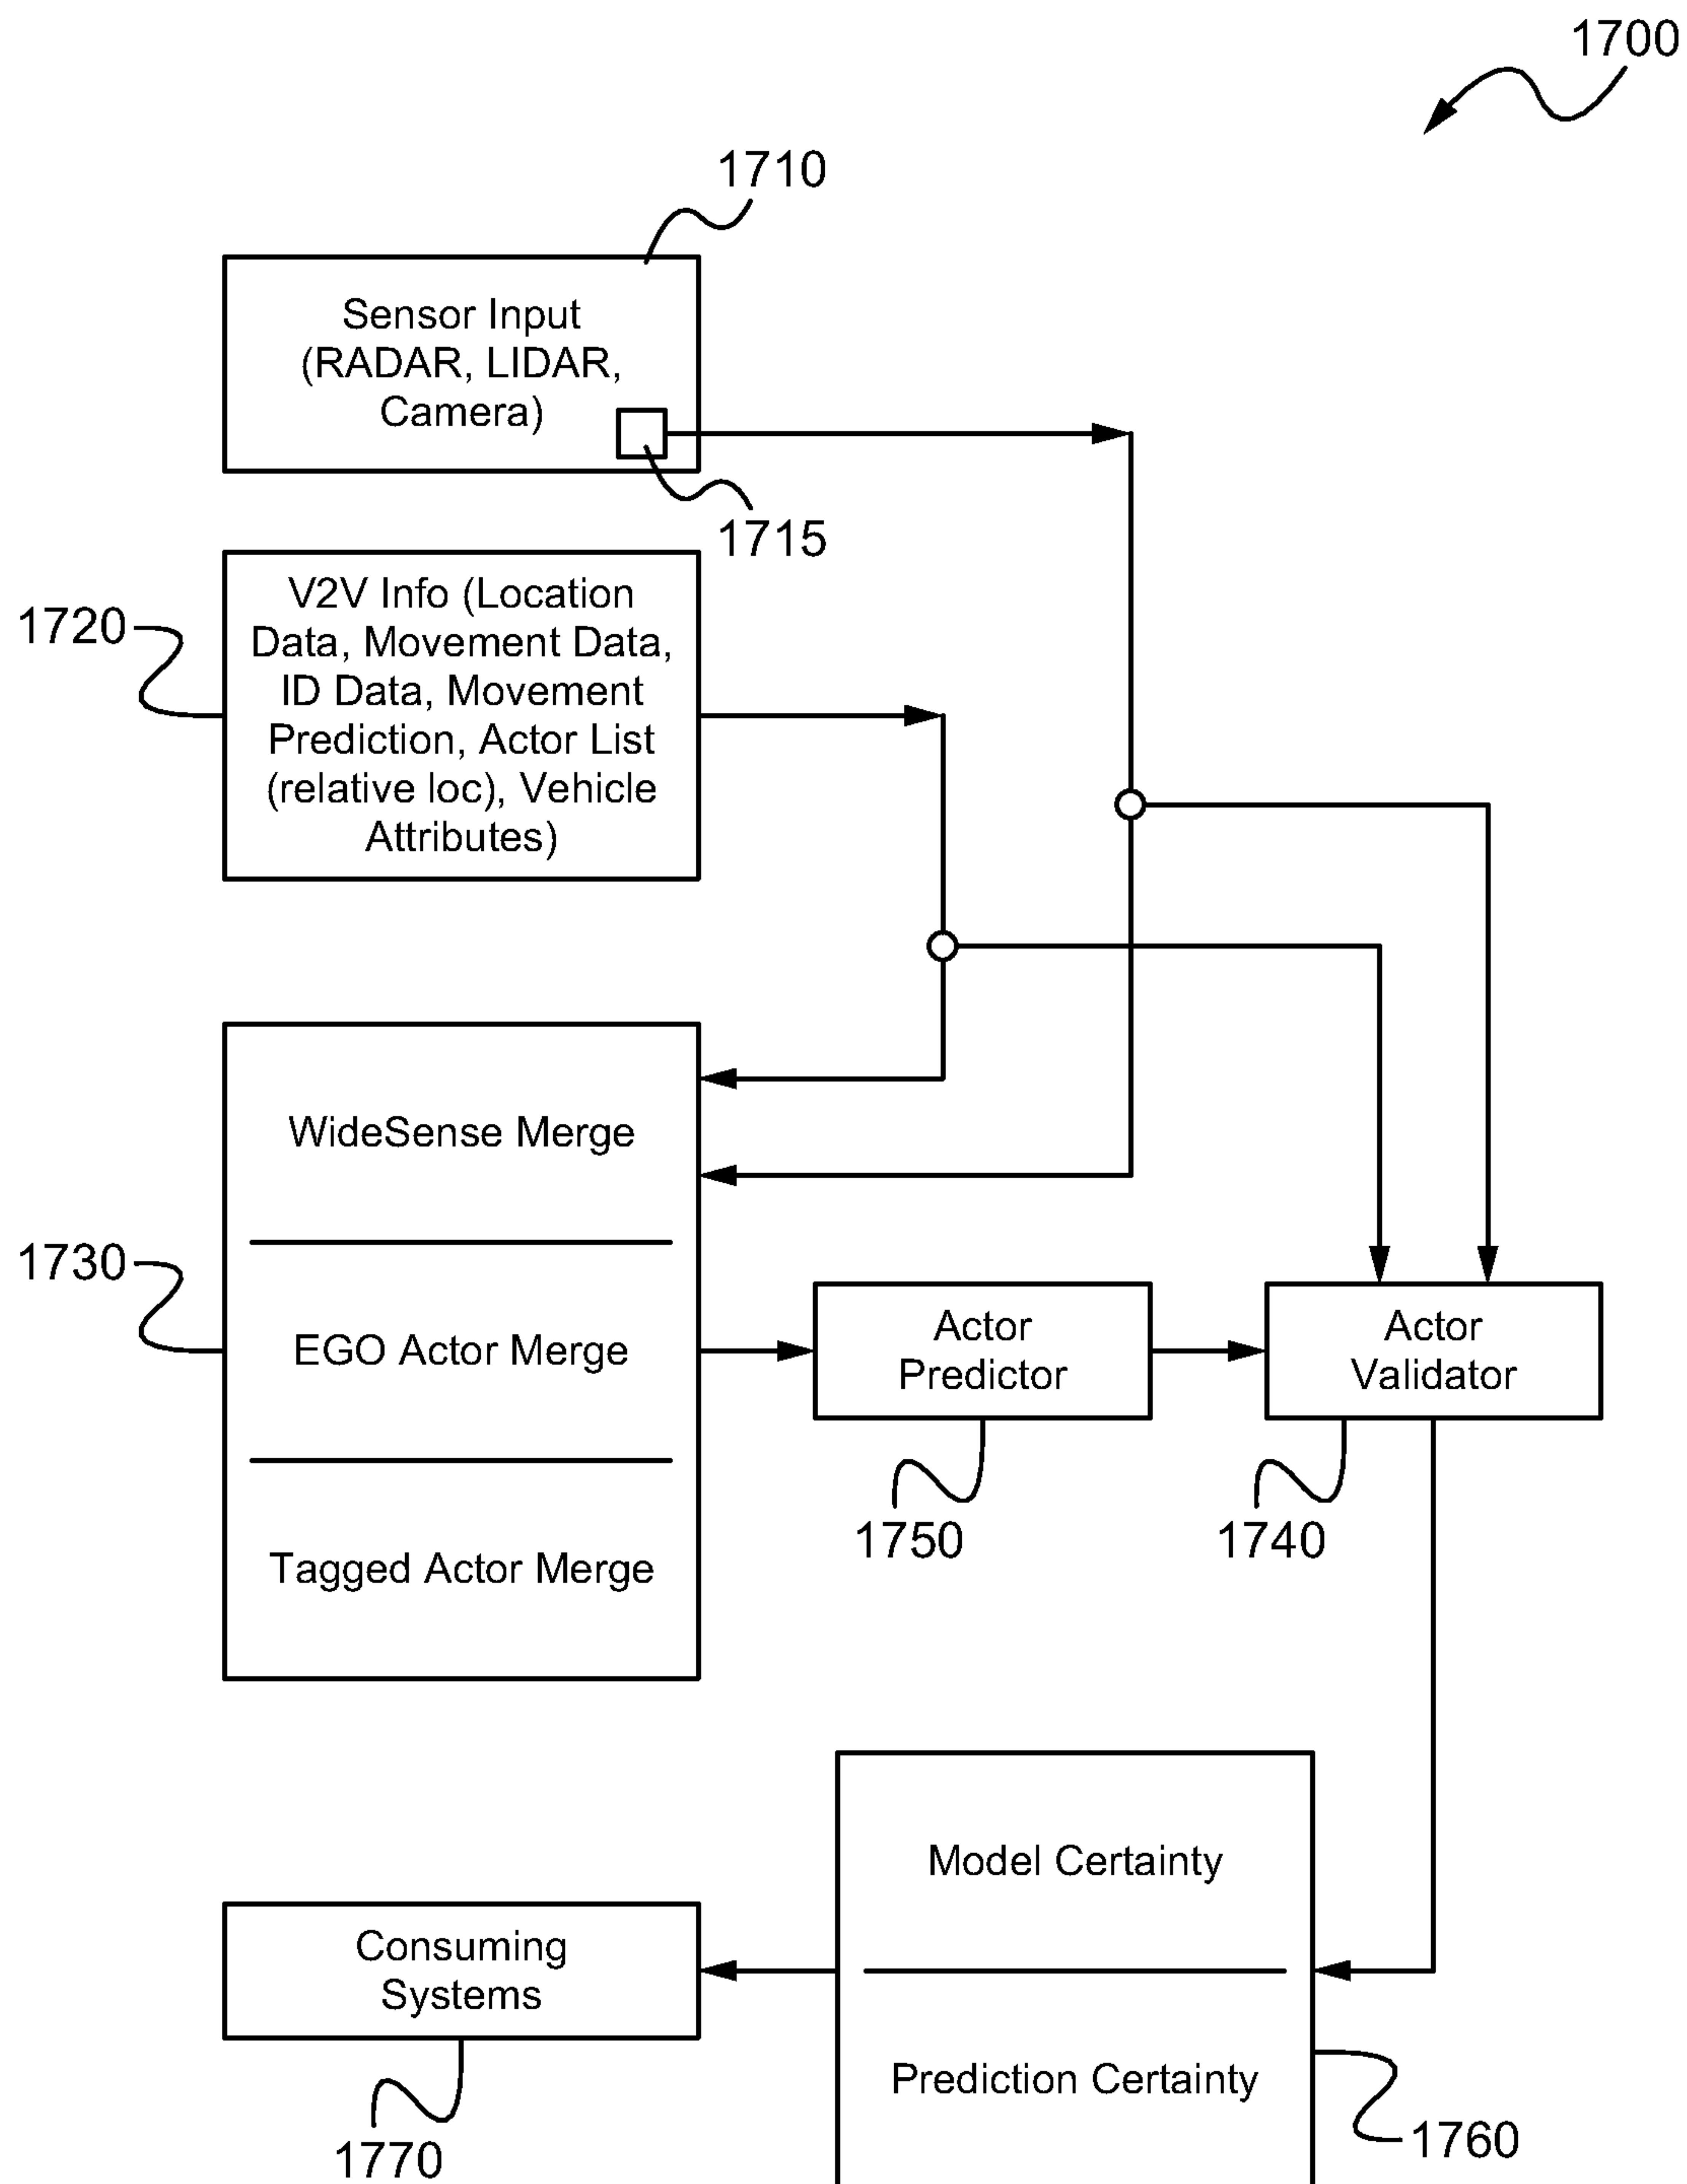 1700
1710
Sensor Input
(RADAR, LIDAR,
Camera)
1715
1720
V2V Info (Location
Data, Movement Data,
ID Data, Movement
Prediction, Actor List
(relative loc), Vehicle
Attributes)
WideSense Merge
1730
EGO Actor Merge
Tagged Actor Merge
Actor
Predictor
1750
Actor
Validator
1740
Model Certainty
Prediction Certainty
1760
Consuming
Systems
1770